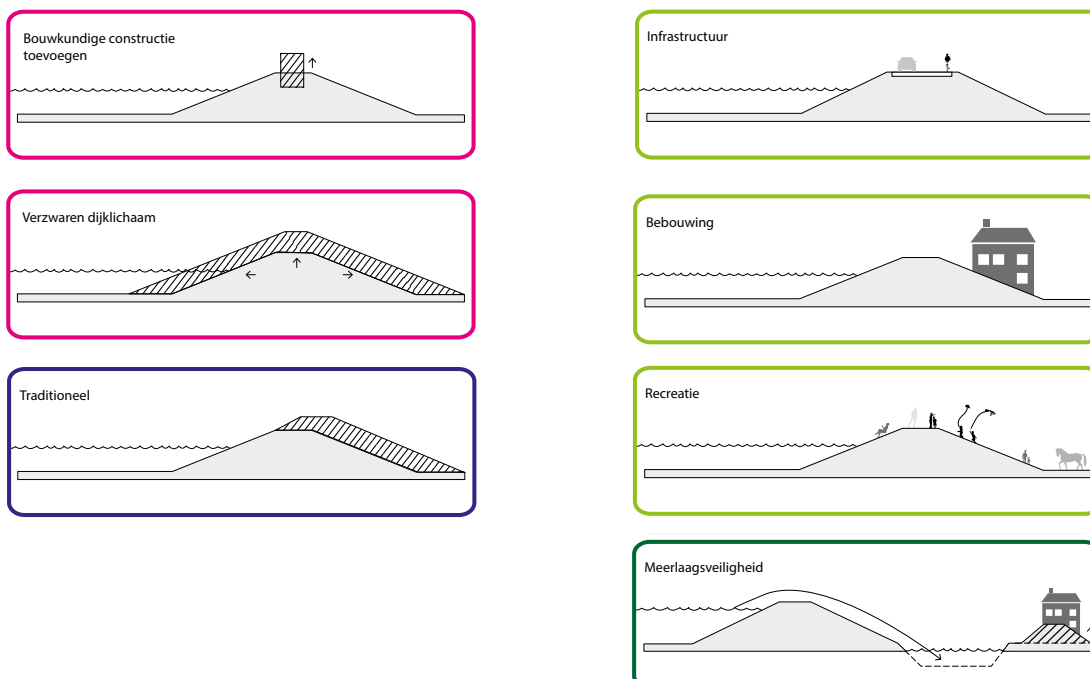 Bouwkundige constructie
toevoegen
Verzwaren dijklichaam
Traditioneel
Infrastructuur
Bebouwing
Recreatie
Meerlaagsveiligheid